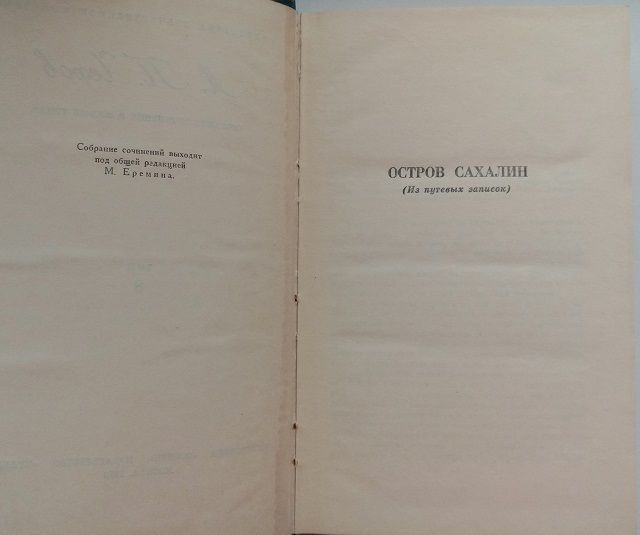 Собрание сочинений выходит
под общей редакцией
М. Еремина.
ОСТРОВ САХАЛИН
(Из путевых записок)